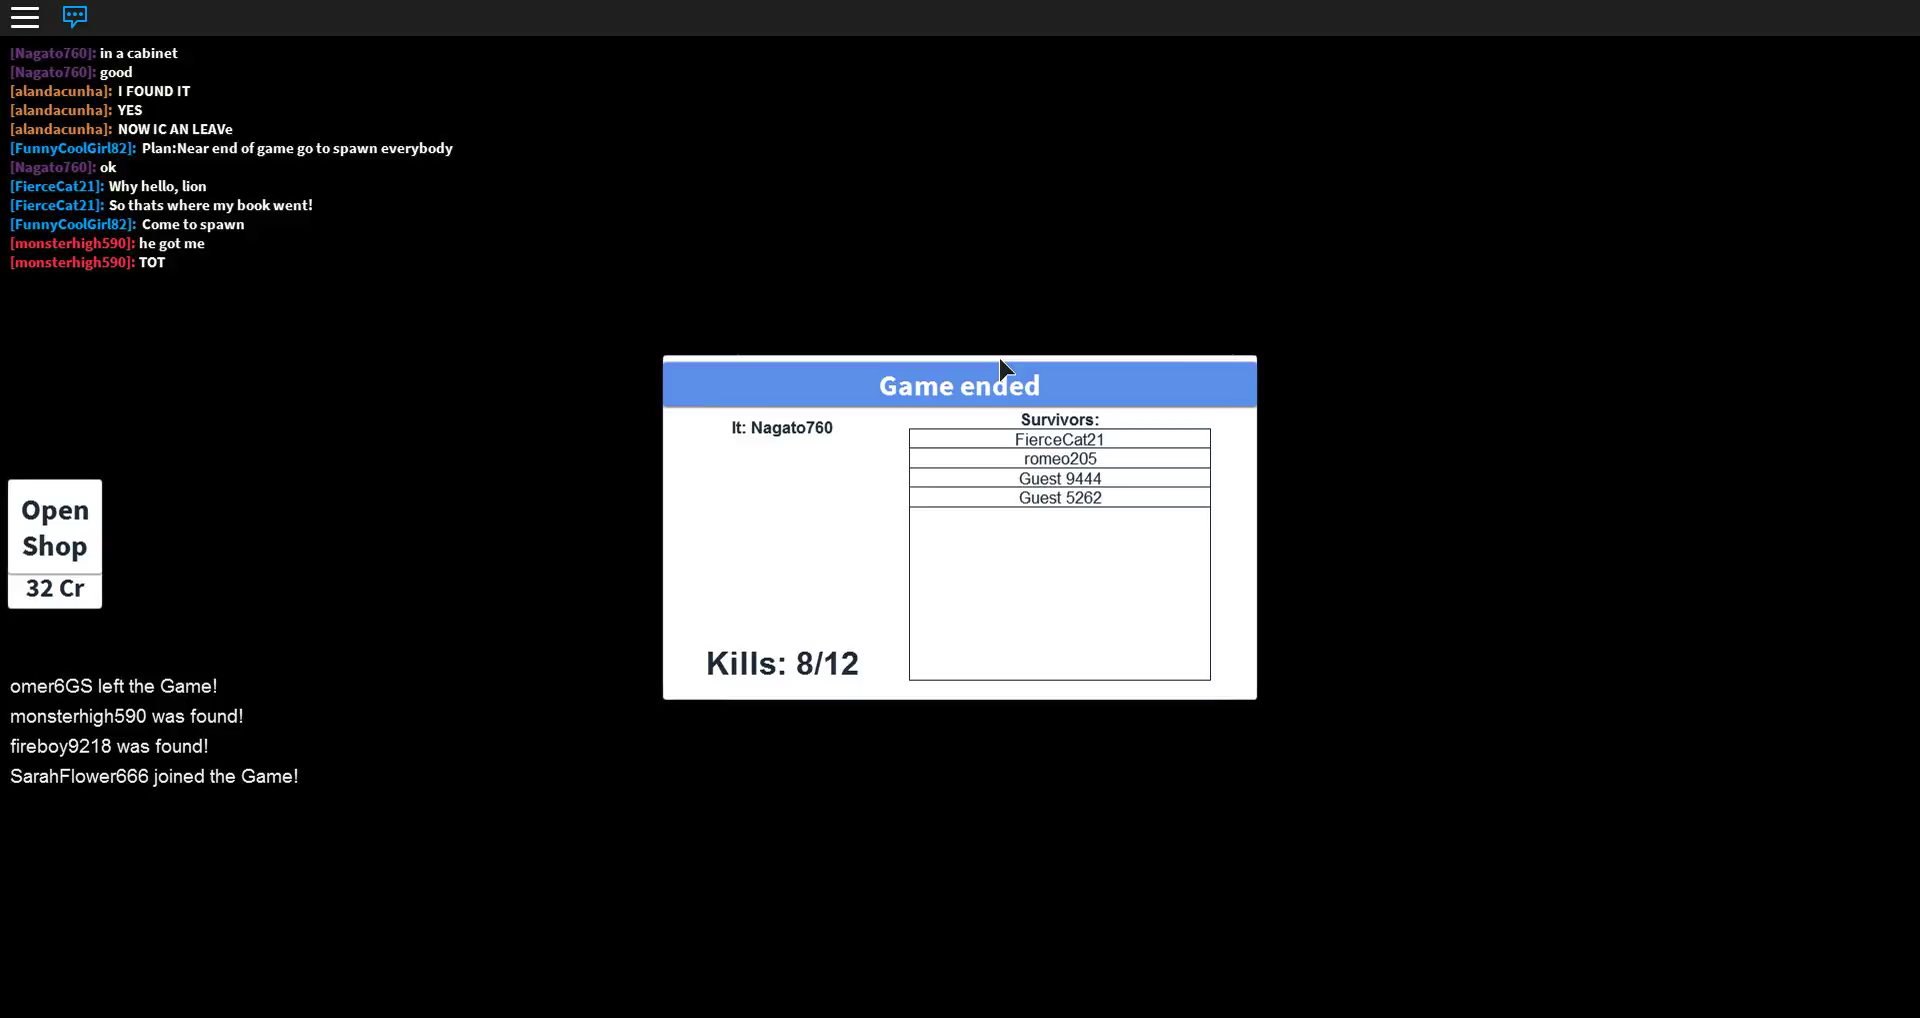 [Nagato760]: in a cabinet
[Nagato760]: good
[alandacunha]: I FOUND IT
[alandacunha]: YES
[alandacunha]: NOW IC AN LEAVe
[FunnyCoolGirl82]: Plan:Near end of game go to spawn everybody
[Nagato760]: ok
[FierceCat21]: Why hello, lion
[FierceCat21]: So thats where my book went!
[FunnyCoolGirl82]: Come to spawn
[monsterhigh590]: he got me
[monsterhigh590]: TOT
Game ended
It: Nagato760
Survivors:
FierceCat21
romeo205
Guest 9444
Guest 5262
Kills: 8/12
Open
Shop
32 Cr
omer6GS left the Game!
monsterhigh590 was found!
fireboy9218 was found!
SarahFlower666 joined the Game!